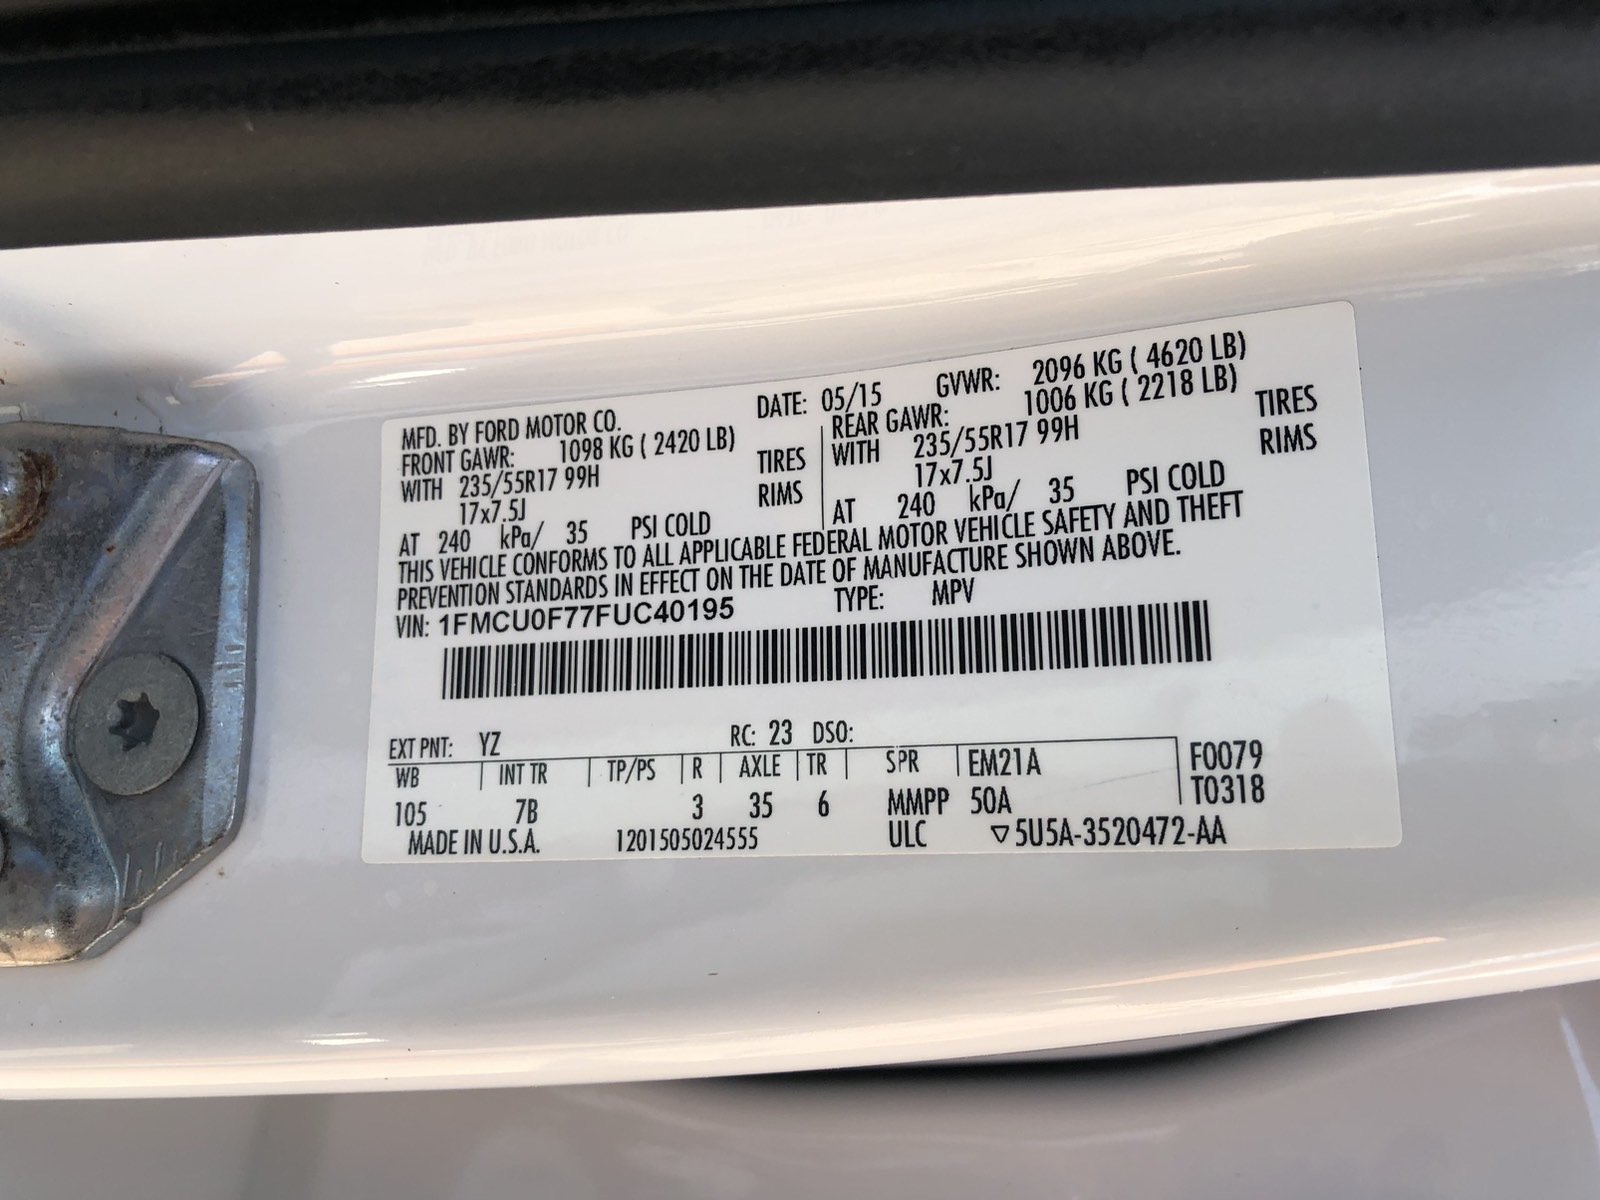 MFD. BY FORD MOTOR CO. DATE: 05/15 GVWR: 2096 KG ( 4620 LB)
FRONT GAWR: 1098 KG ( 2420 LB) REAR GAWR: 1006 KG ( 2218 LB)
WITH 235/55R17 99H TIRES WITH 235/55R17 99H TIRES
17x7.5J RIMS 17x7.5J RIMS
AT 240 kPa/ 35 PSI COLD AT 240 kPa/ 35 PSI COLD
THIS VEHICLE CONFORMS TO ALL APPLICABLE FEDERAL MOTOR VEHICLE SAFETY AND THEFT
PREVENTION STANDARDS IN EFFECT ON THE DATE OF MANUFACTURE SHOWN ABOVE.
VIN: 1FMCU0F77FUC40195 TYPE: MPV
EXT PNT: YZ RC: 23 DSO:
WB INT TR TP/PS R AXLE TR SPR EM21A F0079
105 7B 3 35 6 MMPP 50A T0318
MADE IN U.S.A. 1201505024555 ULC ▽5U5A-3520472-AA